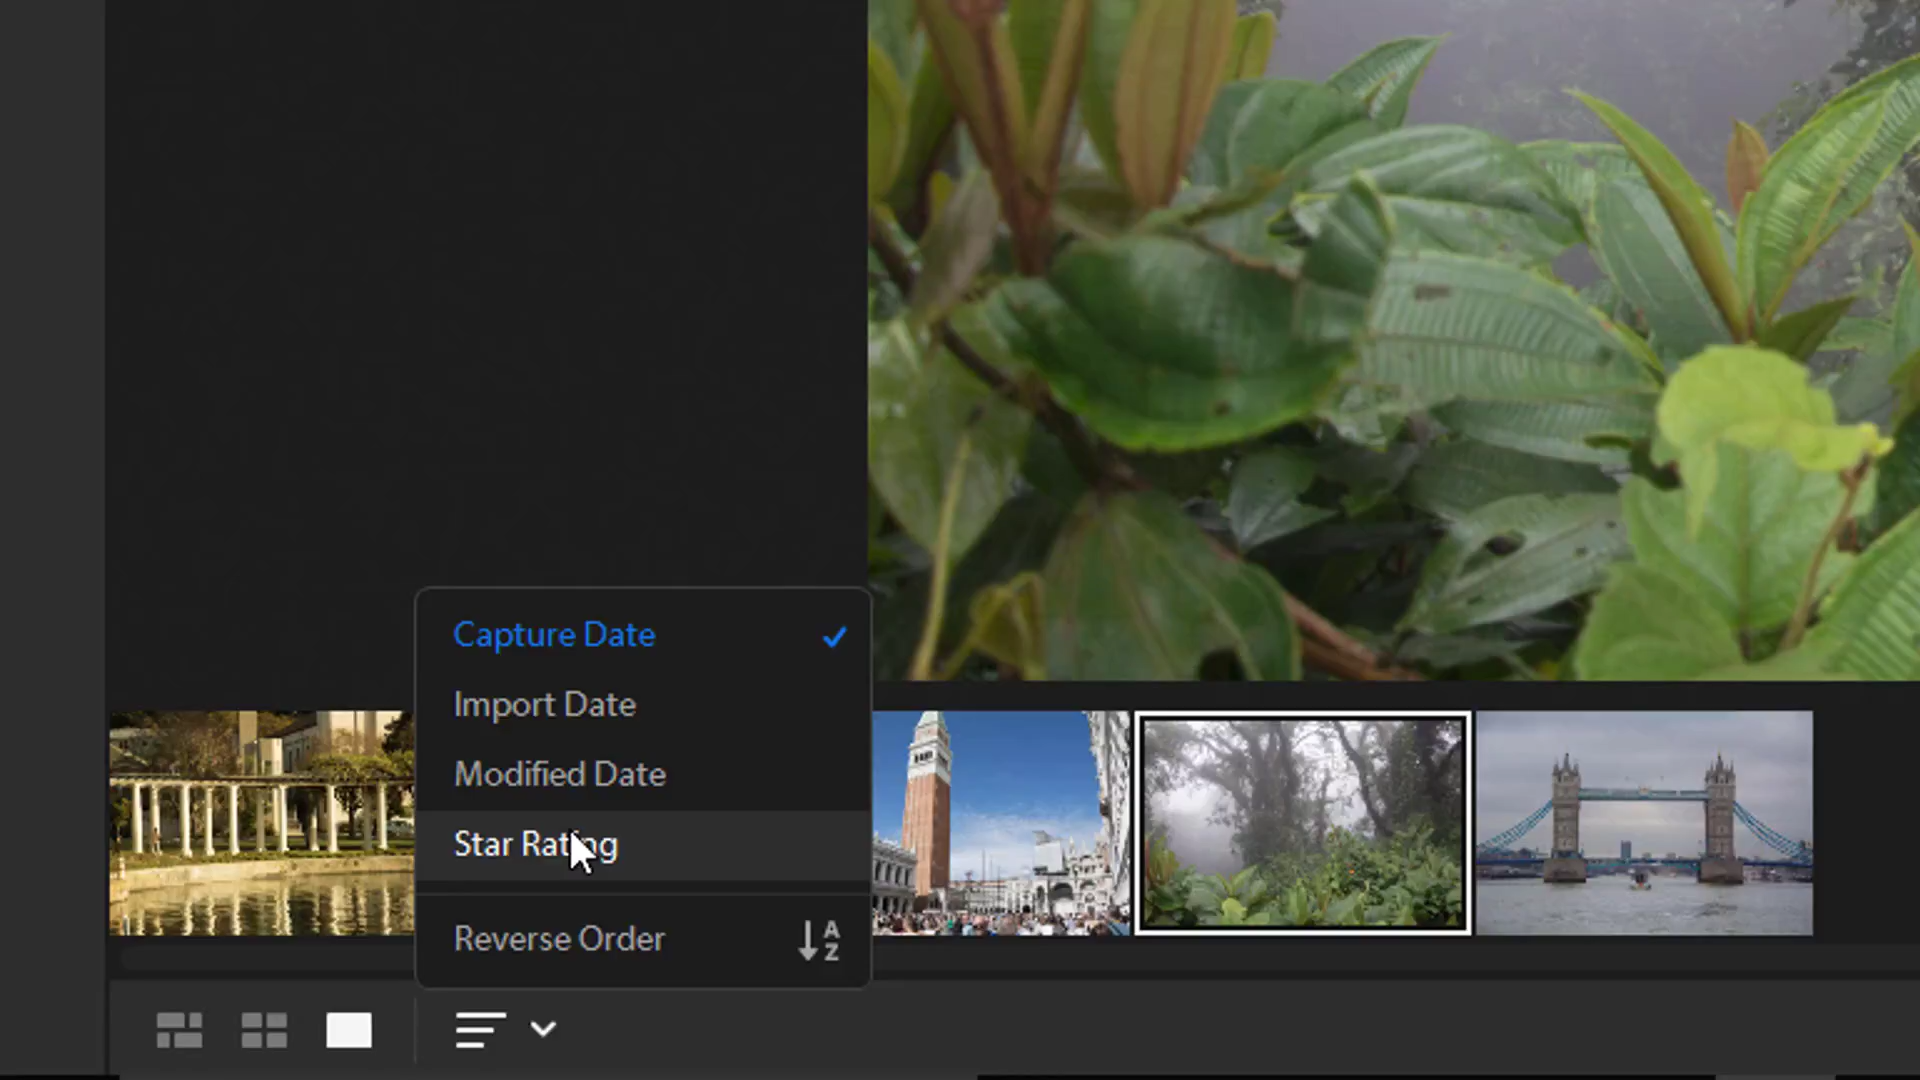 Capture Date
Import Date
Modified Date
Star Rating
Reverse Order
A
Z